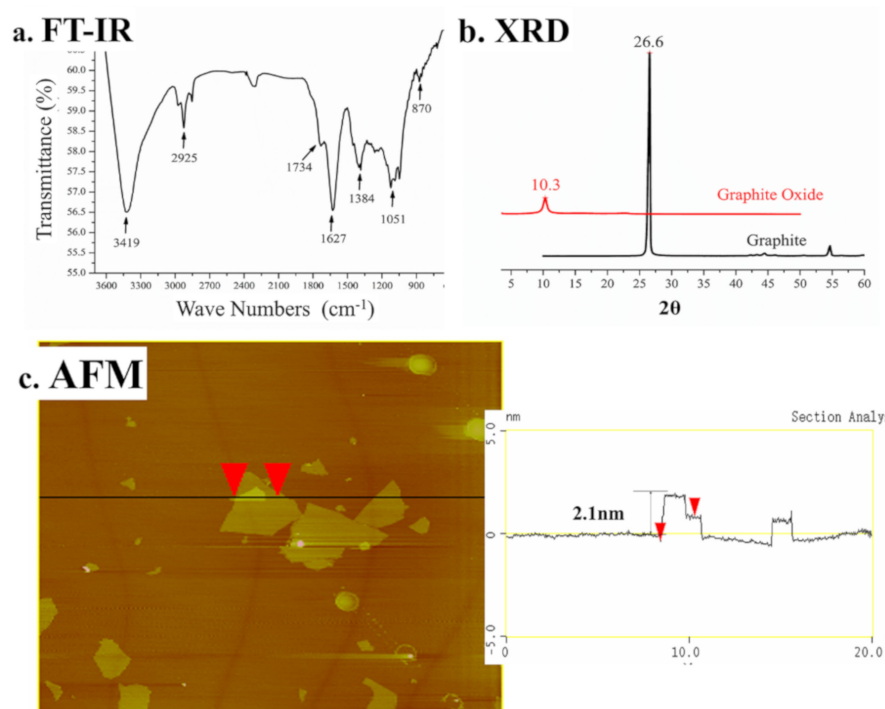 a. FT-IR
60.0
59.5
59.0
58.5
58.0
57.5
57.0
56.5
56.0
55.5
55.0
Transmittance (%)
3419
2925
1734
1627
1384
1051
870
3600 3300 3000 2700 2400 2100 1800 1500 1200 900
Wave Numbers (cm⁻¹)
b. XRD
26.6
10.3
Graphite Oxide
Graphite
5 10 15 20 25 30 35 40 45 50 55 60
2θ
c. AFM
nm
Section Analys
5.0
0
-5.0
2.1nm
0 10.0 20.0